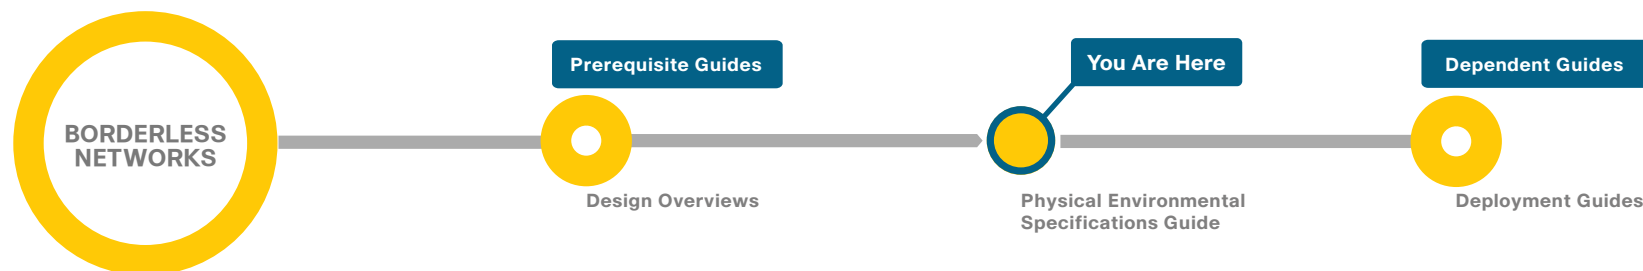 BORDERLESS
NETWORKS
Prerequisite Guides
Design Overviews
You Are Here
Physical Environmental
Specifications Guide
Dependent Guides
Deployment Guides